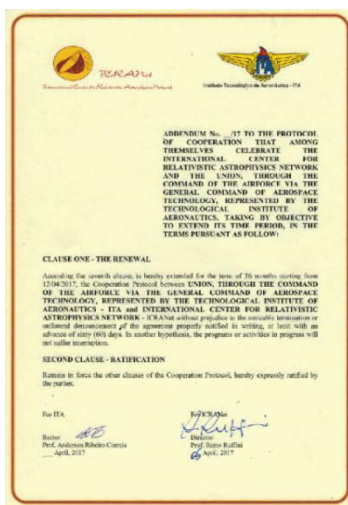 ICRANet
International Center for Relativistic Astrophysics Network
ITA
Instituto Tecnológico de Aeronáutica - ITA
ADDENDUM No. __/17 TO THE PROTOCOL
OF COOPERATION THAT AMONG
THEMSELVES CELEBRATE THE
INTERNATIONAL CENTER FOR
RELATIVISTIC ASTROPHYSICS NETWORK
AND THE UNION, THROUGH THE
COMMAND OF THE AIRFORCE VIA THE
GENERAL COMMAND OF AEROSPACE
TECHNOLOGY, REPRESENTED BY THE
TECHNOLOGICAL INSTITUTE OF
AERONAUTICS, TAKING BY OBJECTIVE
TO EXTEND ITS TIME PERIOD, IN THE
TERMS PURSUANT AS FOLLOW:
CLAUSE ONE - THE RENEWAL
According the seventh clause, is hereby extended for the term of months starting from
12/04/2017, the Cooperation Protocol between UNION, THROUGH THE COMMAND
OF THE AIRFORCE VIA THE GENERAL COMMAND OF AEROSPACE
TECHNOLOGY, REPRESENTED BY THE TECHNOLOGICAL INSTITUTE OF
AERONAUTICS - ITA and INTERNATIONAL CENTER FOR RELATIVISTIC
ASTROPHYSICS NETWORK - ICRANet without prejudice to the amicable termination or
unilateral denouncement of the agreement properly notified in writing, at least with an
advance of sixty (60) days. In another hypothesis, the programs or activities in progress will
not suffer interruption.
SECOND CLAUSE - RATIFICATION
Remain in force the other clauses of the Cooperation Protocol, hereby expressly ratified by
the parties.
For ITA
For ICRANet
Rector
Director
Prof. Anderson Ribeiro Correia
Prof. Remo Ruffini
___ April, 2017
April, 2017